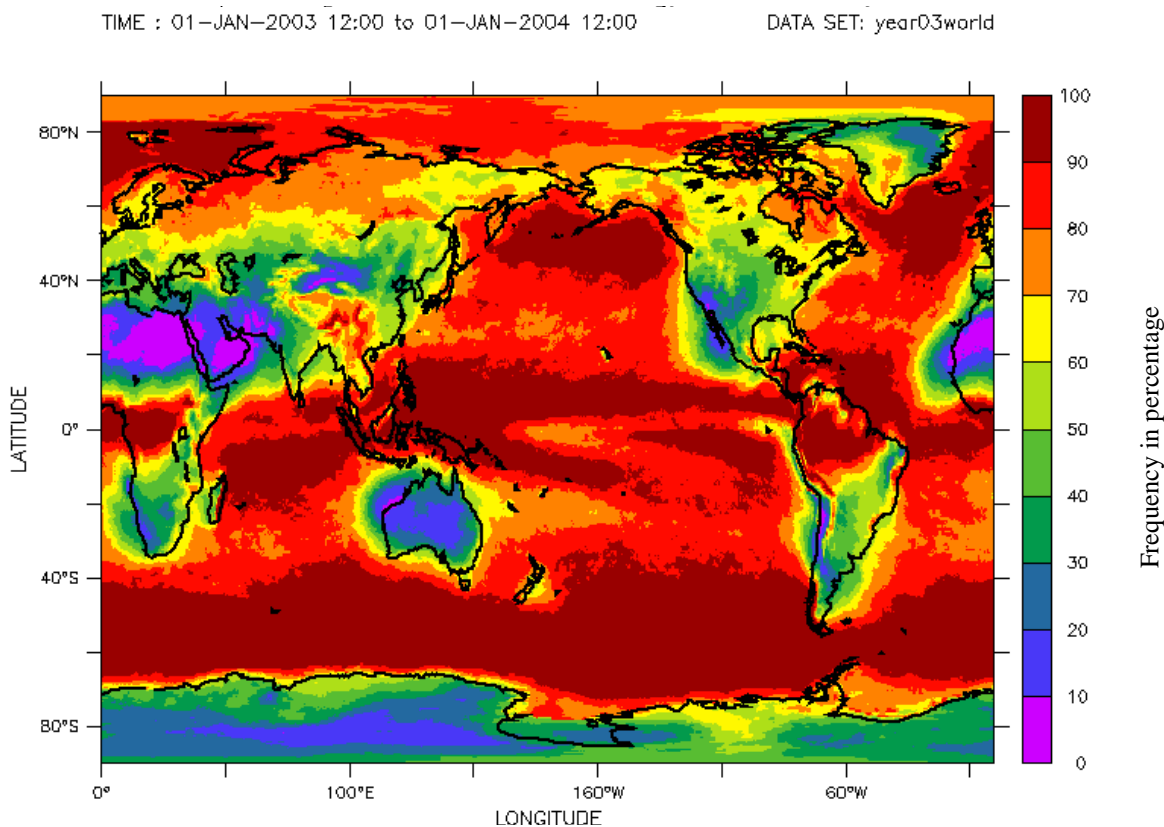 TIME : 01-JAN-2003 12:00 to 01-JAN-2004 12:00
DATA SET: year03world
80°N
40°N
0°
40°S
80°S
LATITUDE
0°
100°E
160°W
60°W
LONGITUDE
100
90
80
70
60
50
40
30
20
10
0
Frequency in percentage